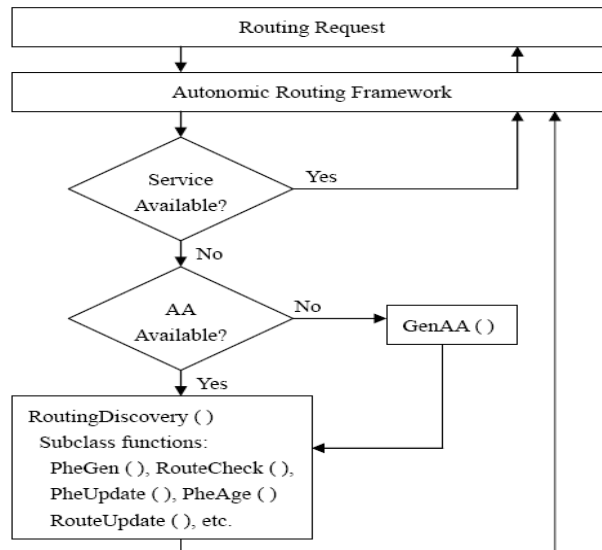 Routing Request
Autonomic Routing Framework
Service
Available?
Yes
No
AA
Available?
No
GenAA ( )
Yes
RoutingDiscovery ( )
Subclass functions:
PheGen ( ), RouteCheck ( ),
PheUpdate ( ), PheAge ( )
RouteUpdate ( ), etc.